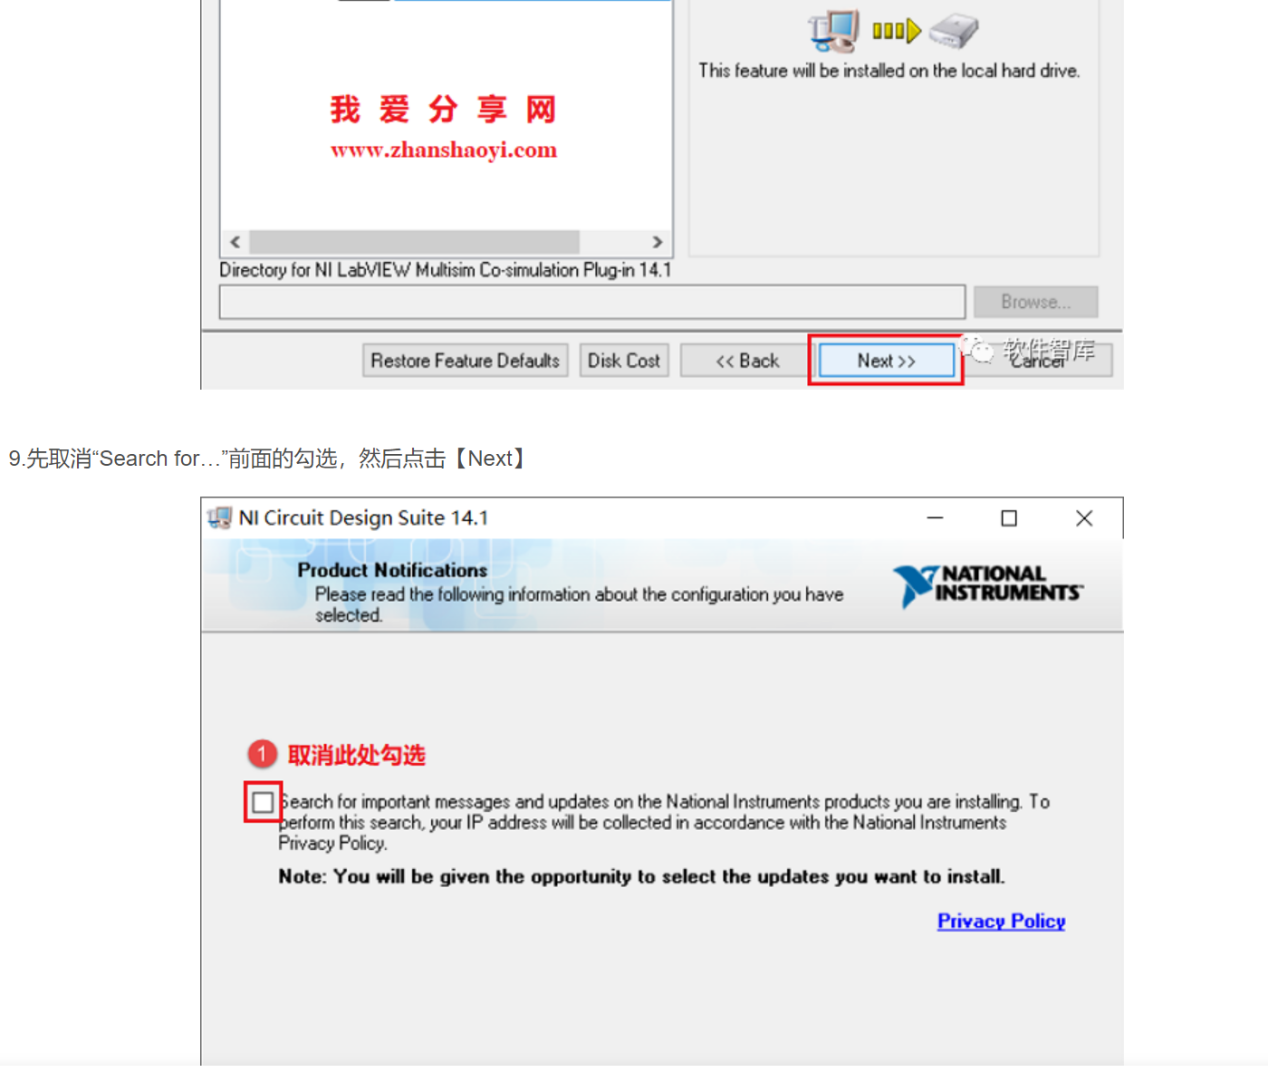 This feature will be installed on the local hard drive.
我爱分享网
www.zhanshaoyi.com
Directory for NI LabVIEW Multisim Co-simulation Plug-in 14.1
Browse...
Restore Feature Defaults
Disk Cost
<< Back
Next >>
Cancel
软件智库
9.先取消“Search for…”前面的勾选，然后点击【Next】
NI Circuit Design Suite 14.1
Product Notifications
Please read the following information about the configuration you have
selected.
NATIONAL
INSTRUMENTS
1 取消此处勾选
Search for important messages and updates on the National Instruments products you are installing. To
perform this search, your IP address will be collected in accordance with the National Instruments
Privacy Policy.
Note: You will be given the opportunity to select the updates you want to install.
Privacy Policy